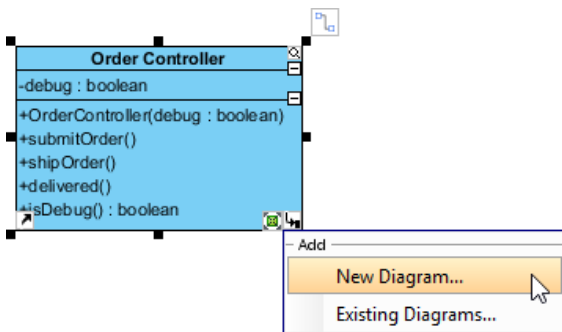 Order Controller
-debug : boolean
+OrderController(debug : boolean)
+submitOrder()
+shipOrder()
+delivered()
+isDebug() : boolean
Add
New Diagram...
Existing Diagrams...